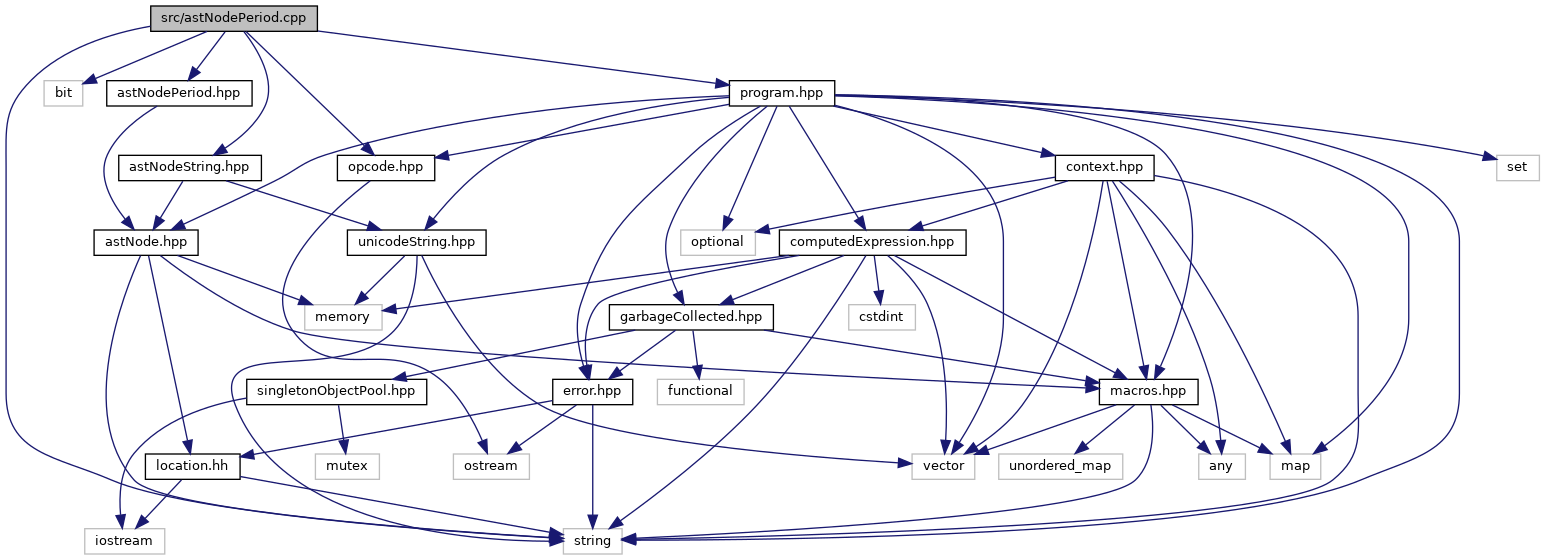 src/astNodePeriod.cpp
bit
astNodePeriod.hpp
program.hpp
astNodeString.hpp
opcode.hpp
context.hpp
set
astNode.hpp
unicodeString.hpp
optional
computedExpression.hpp
memory
garbageCollected.hpp
cstdint
singletonObjectPool.hpp
error.hpp
functional
macros.hpp
location.hh
mutex
ostream
vector
unordered_map
any
map
iostream
string